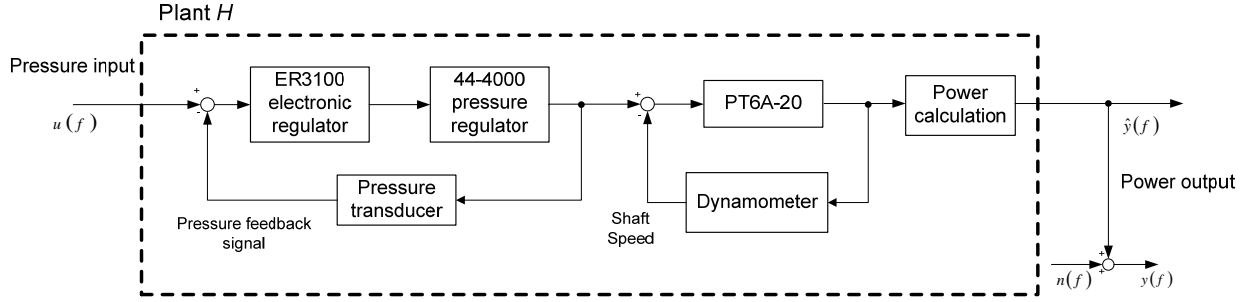 Plant H
Pressure input
u(f)
+
-
ER3100
electronic
regulator
44-4000
pressure
regulator
Pressure
transducer
Pressure feedback
signal
+
-
PT6A-20
Dynamometer
Shaft
Speed
Power
calculation
ŷ(f)
Power output
+
+
n(f)
y(f)